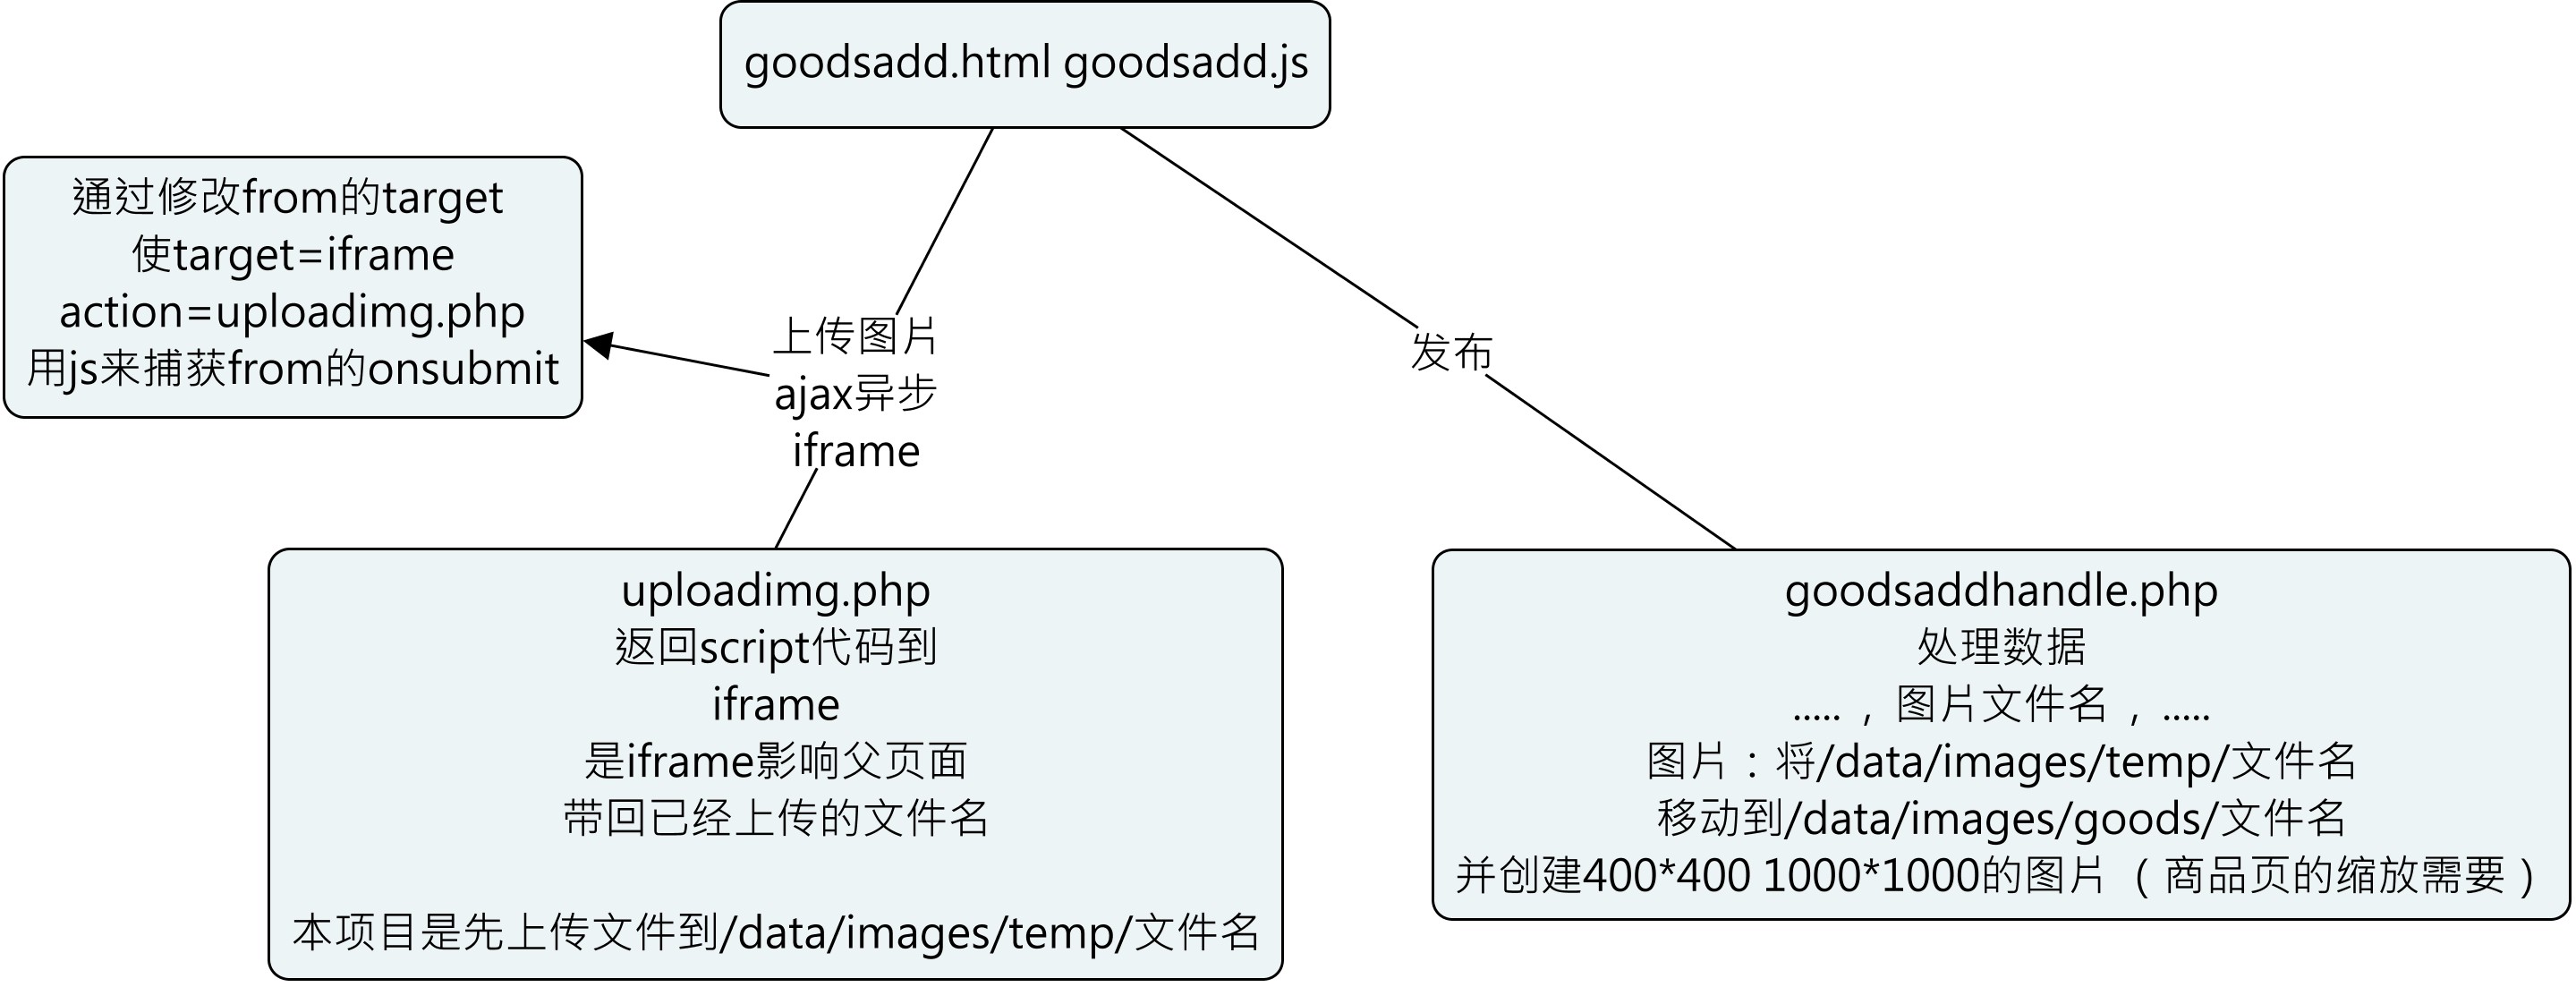 goodsadd.html goodsadd.js
通过修改from的target
使target=iframe
action=uploadimg.php
用js来捕获from的onsubmit
上传图片
ajax异步
iframe
发布
uploadimg.php
返回script代码到
iframe
是iframe影响父页面
带回已经上传的文件名
本项目是先上传文件到/data/images/temp/文件名
goodsaddhandle.php
处理数据
..... ，图片文件名，.....
图片：将/data/images/temp/文件名
移动到/data/images/goods/文件名
并创建400*400 1000*1000的图片（商品页的缩放需要）